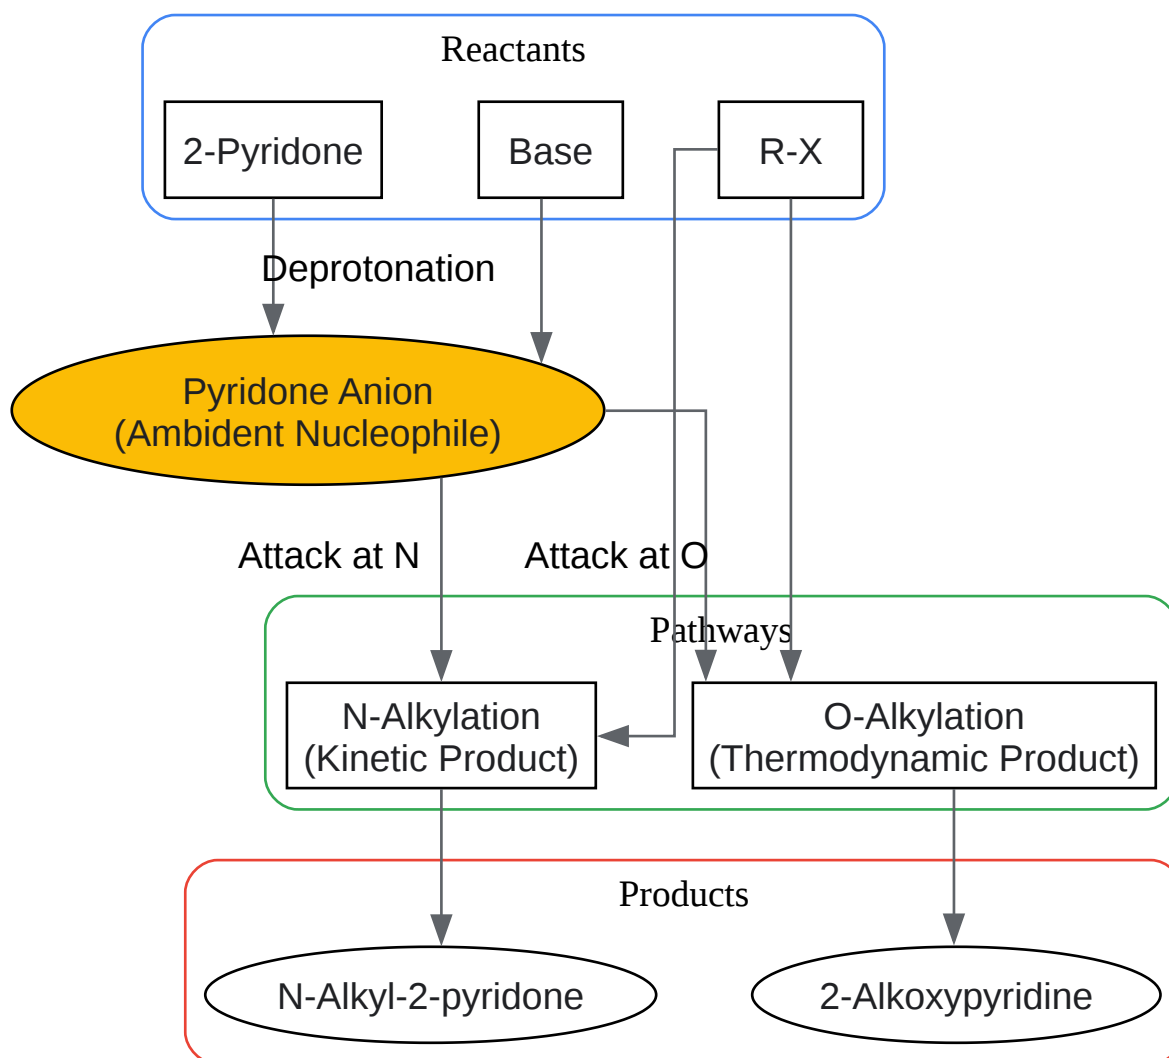 Reactants
2-Pyridone
Base
R-X
Deprotonation
Pyridone Anion
(Ambident Nucleophile)
Attack at N
Attack at O
Pathways
N-Alkylation
(Kinetic Product)
O-Alkylation
(Thermodynamic Product)
Products
N-Alkyl-2-pyridone
2-Alkoxypyridine